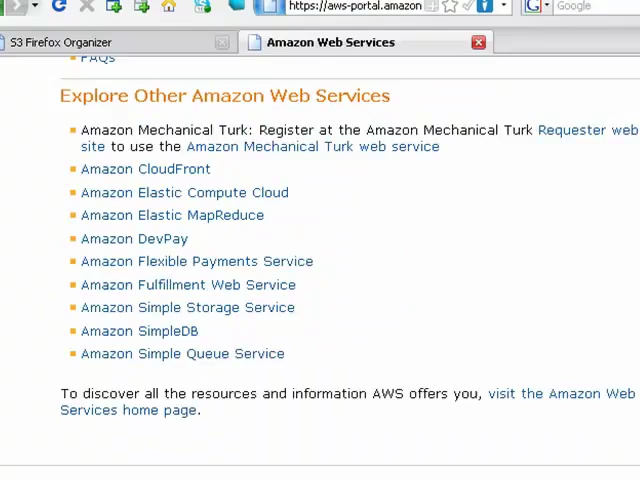 https://aws-portal.amazon
Google
S3 Firefox Organizer
Amazon Web Services
FAQs
Explore Other Amazon Web Services
Amazon Mechanical Turk: Register at the Amazon Mechanical Turk Requester web
site to use the Amazon Mechanical Turk web service
Amazon CloudFront
Amazon Elastic Compute Cloud
Amazon Elastic MapReduce
Amazon DevPay
Amazon Flexible Payments Service
Amazon Fulfillment Web Service
Amazon Simple Storage Service
Amazon SimpleDB
Amazon Simple Queue Service
To discover all the resources and information AWS offers you, visit the Amazon Web
Services home page.